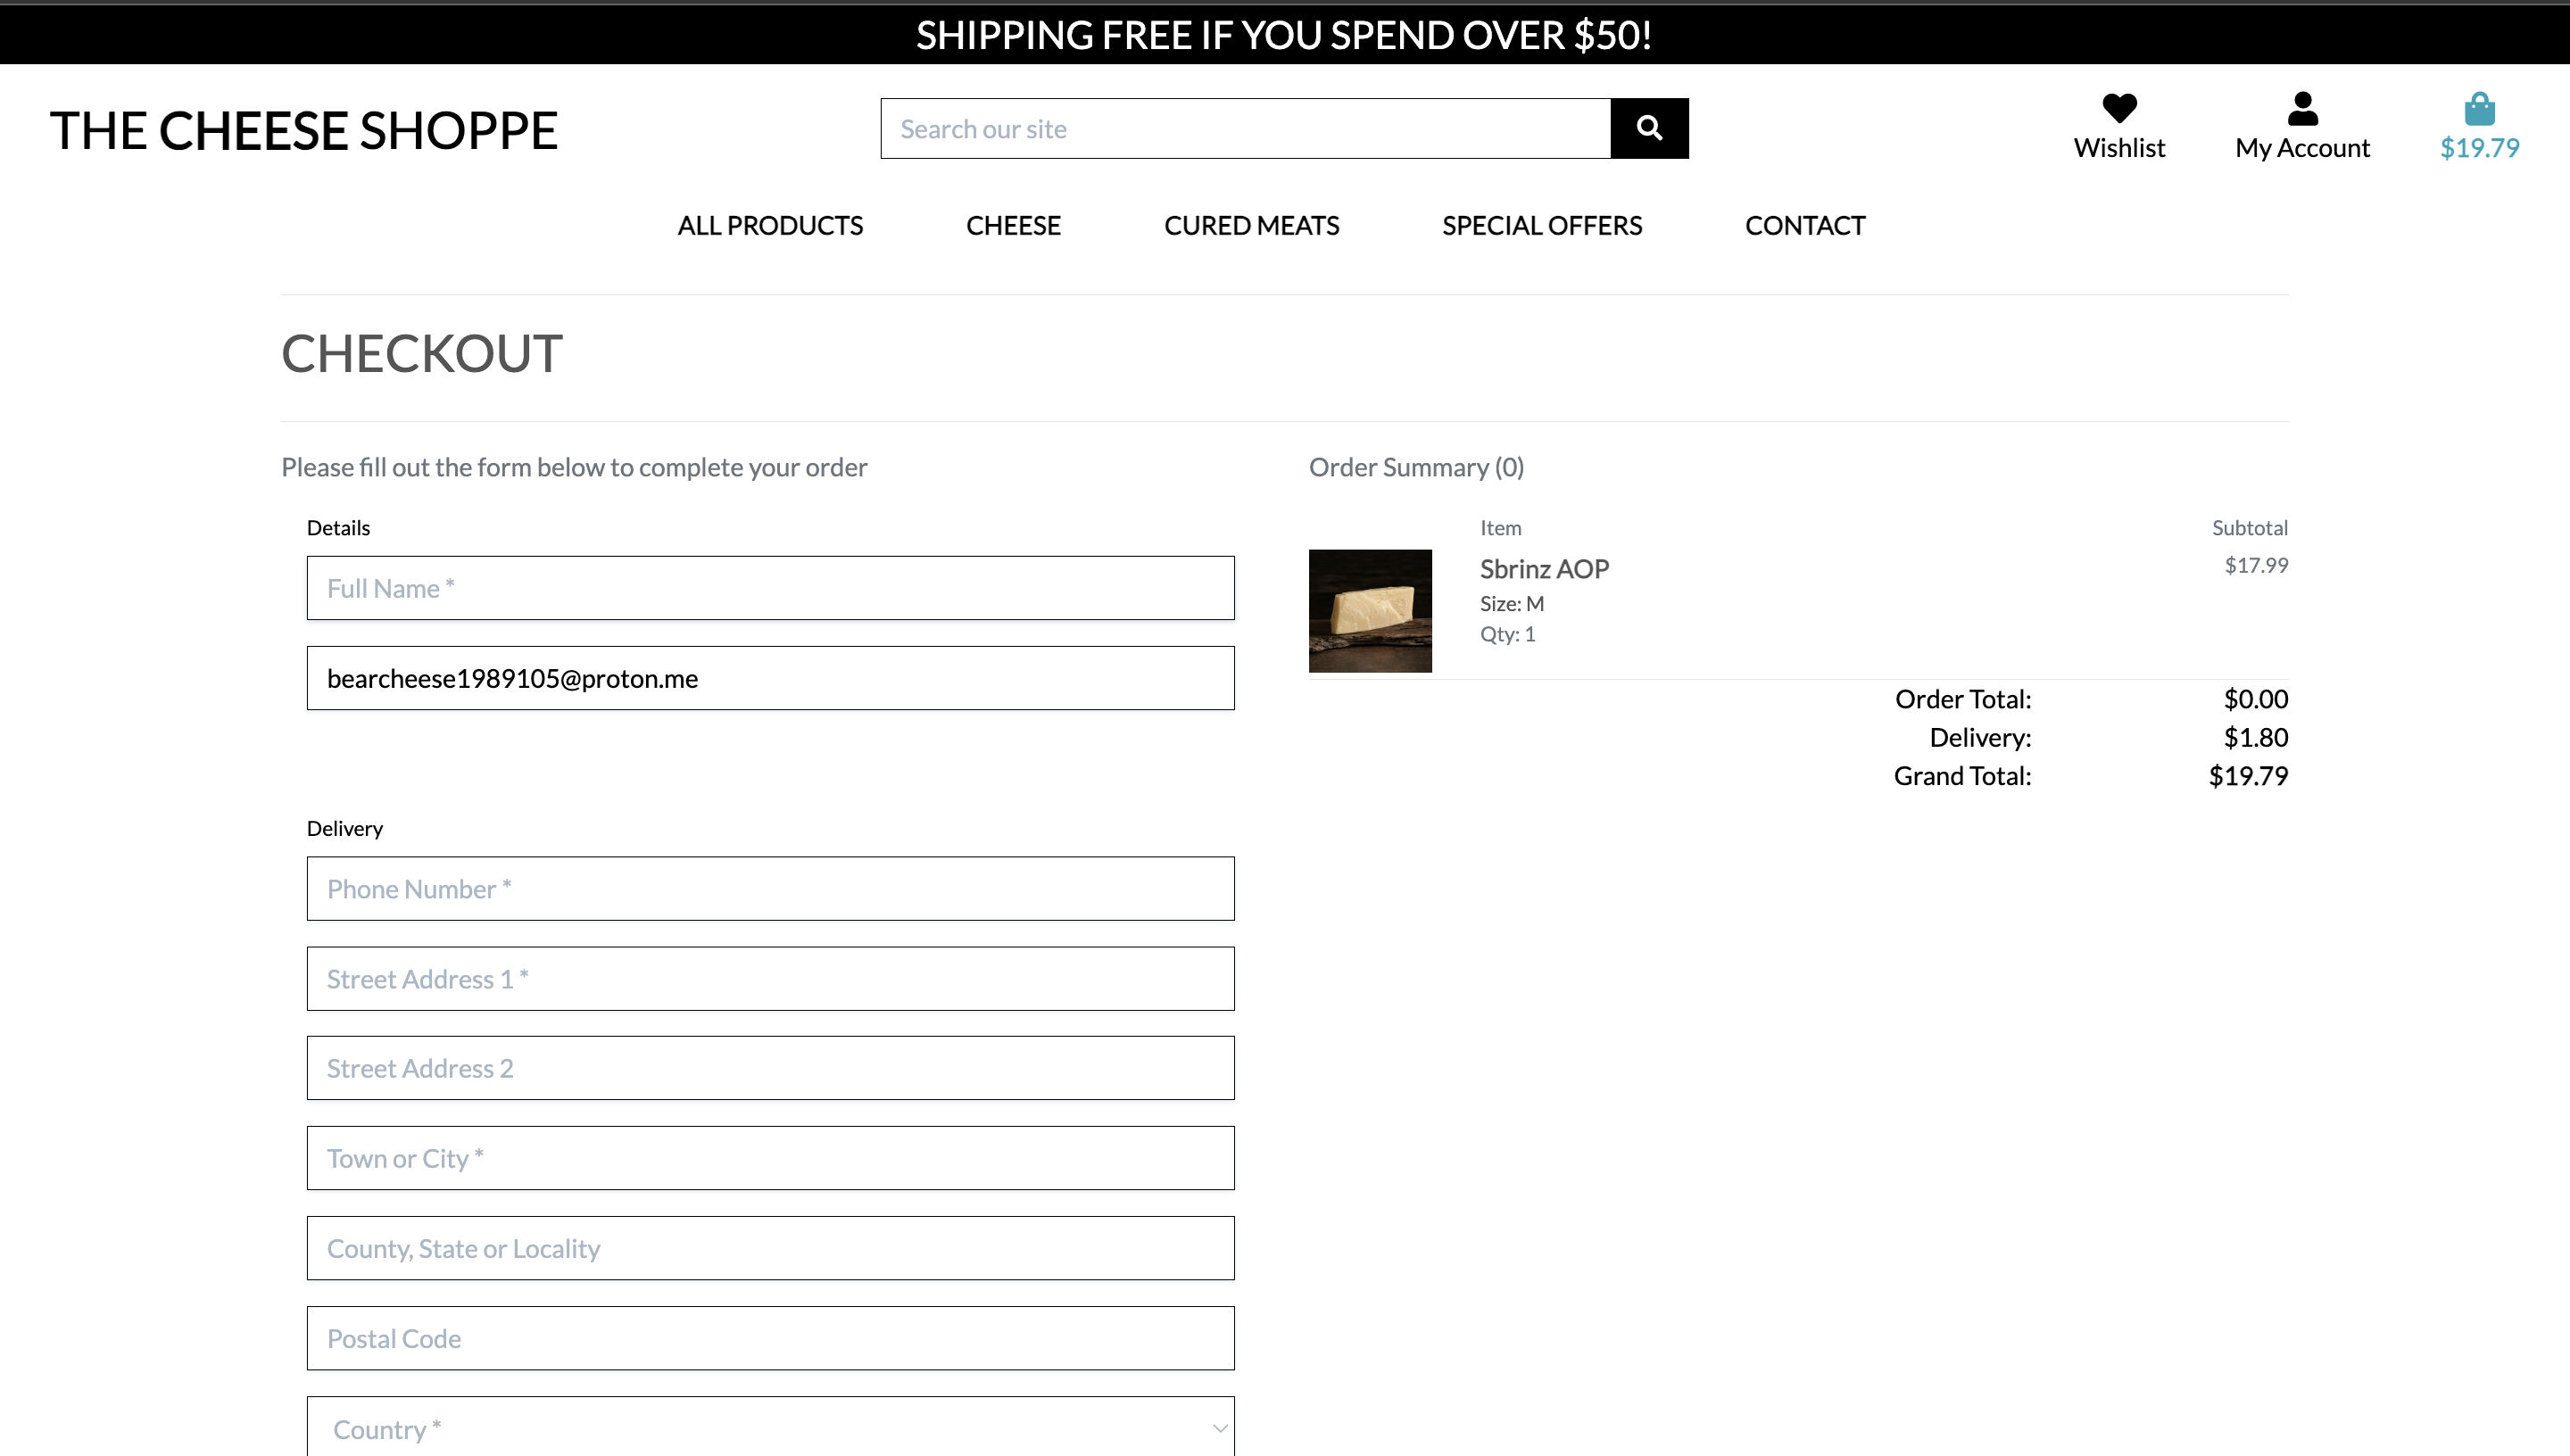 SHIPPING FREE IF YOU SPEND OVER $50!
THE CHEESE SHOPPE
Search our site
Wishlist
My Account
$19.79
ALL PRODUCTS
CHEESE
CURED MEATS
SPECIAL OFFERS
CONTACT
CHECKOUT
Please fill out the form below to complete your order
Details
Full Name *
bearcheese1989105@proton.me
Delivery
Phone Number *
Street Address 1 *
Street Address 2
Town or City *
County, State or Locality
Postal Code
Country *
Order Summary (0)
Item Subtotal
Sbrinz AOP $17.99
Size: M
Qty: 1
Order Total: $0.00
Delivery: $1.80
Grand Total: $19.79